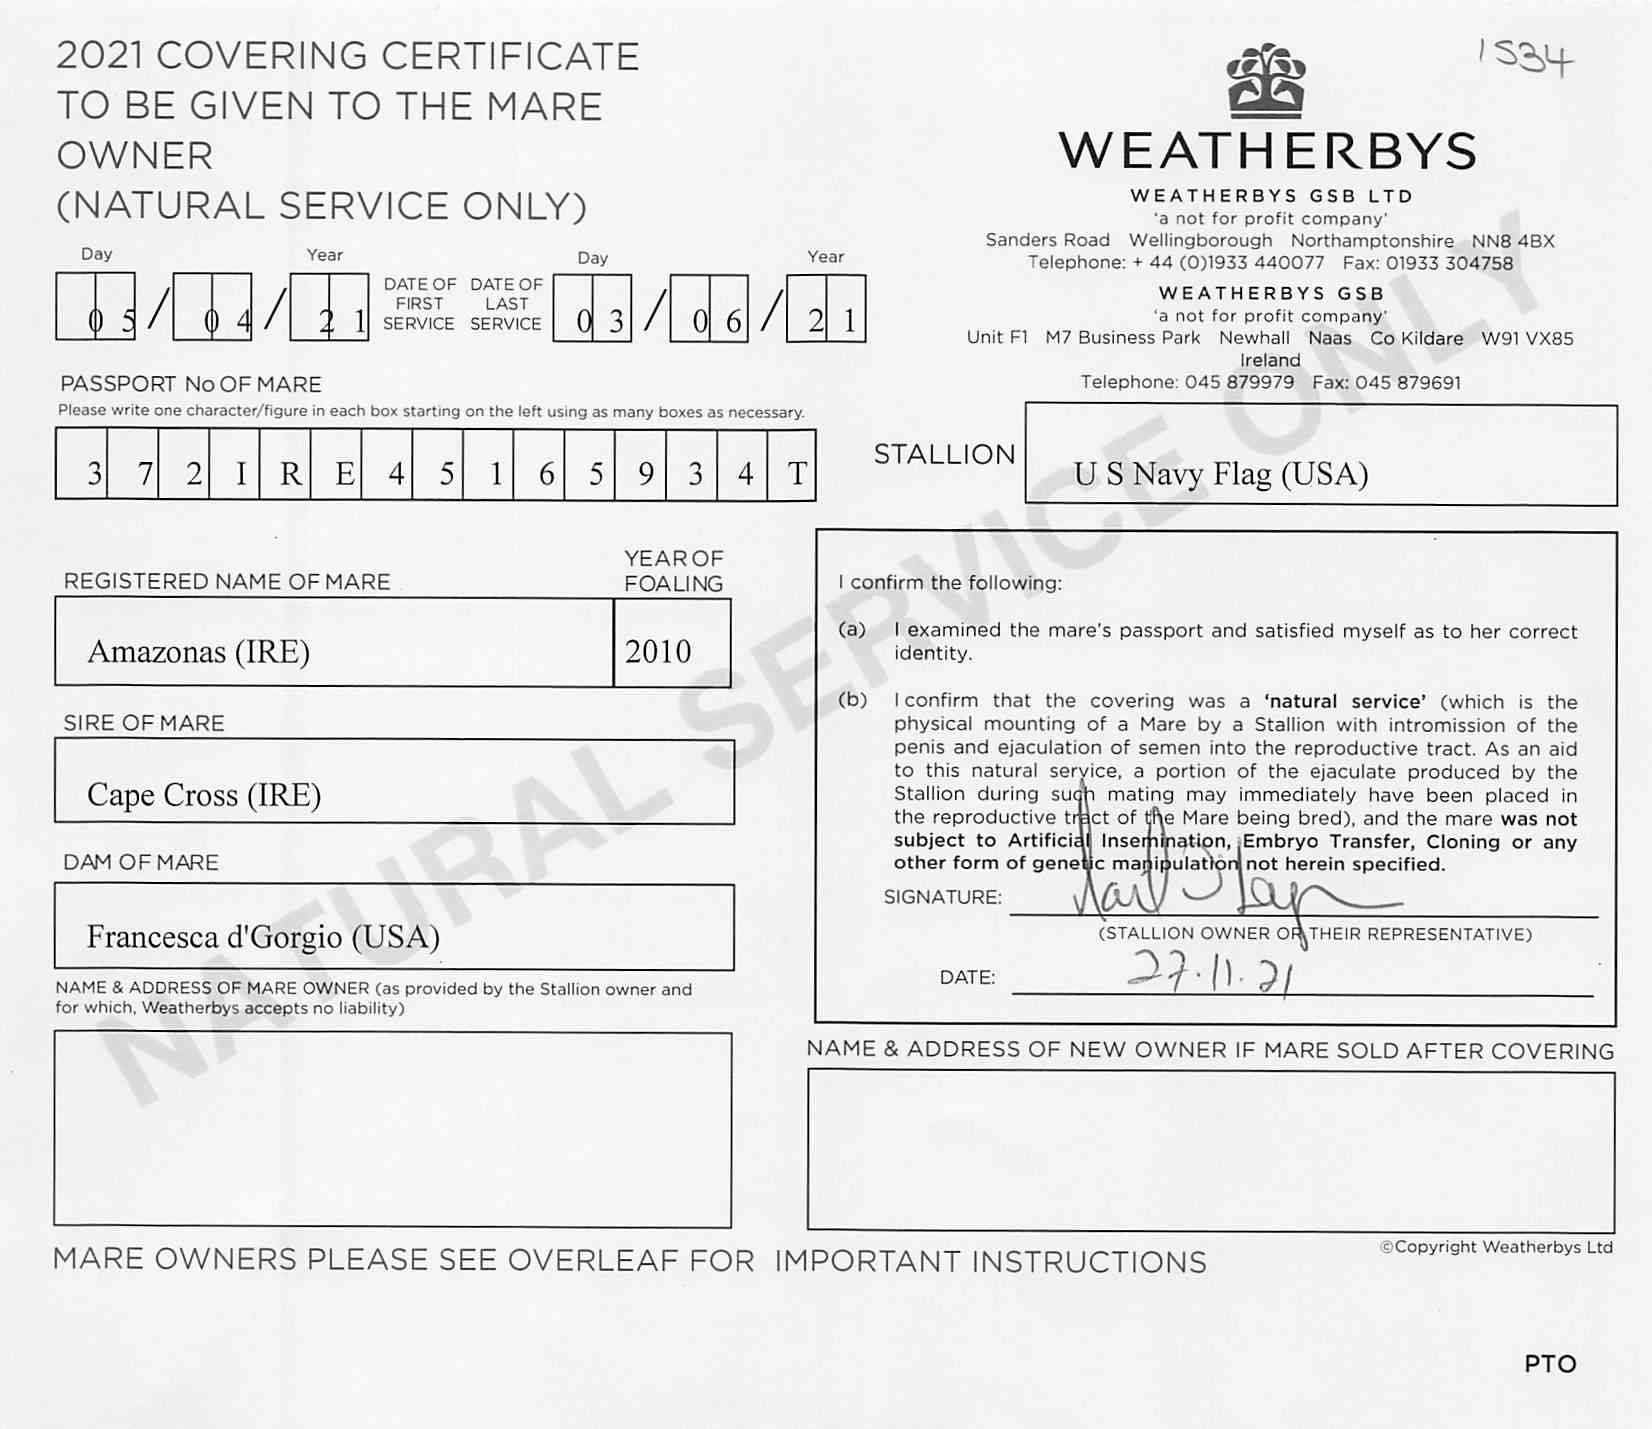 2021 COVERING CERTIFICATE
TO BE GIVEN TO THE MARE
OWNER
(NATURAL SERVICE ONLY)
1534
WEATHERBYS
WEATHERBYS GSB LTD
'a not for profit company'
Sanders Road Wellingborough Northamptonshire NN8 4BX
Telephone: + 44 (0)1933 440077 Fax: 01933 304758
WEATHERBYS GSB
'a not for profit company'
Unit F1 M7 Business Park Newhall Naas Co Kildare W91 VX85
Ireland
Telephone: 045 879979 Fax: 045 879691
Day Year
05/04/21
DATE OF FIRST SERVICE
DATE OF LAST SERVICE
Day Year
03/06/21
PASSPORT No OF MARE
Please write one character/figure in each box starting on the left using as many boxes as necessary.
3 7 2 I R E 4 5 1 6 5 9 3 4 T
STALLION
U S Navy Flag (USA)
REGISTERED NAME OF MARE
YEAR OF
FOALING
Amazonas (IRE)
2010
SIRE OF MARE
Cape Cross (IRE)
DAM OF MARE
Francesca d'Gorgio (USA)
NAME & ADDRESS OF MARE OWNER (as provided by the Stallion owner and
for which, Weatherbys accepts no liability)
I confirm the following:
(a) I examined the mare's passport and satisfied myself as to her correct
identity.
(b) I confirm that the covering was a 'natural service' (which is the
physical mounting of a Mare by a Stallion with intromission of the
penis and ejaculation of semen into the reproductive tract. As an aid
to this natural service, a portion of the ejaculate produced by the
Stallion during such mating may immediately have been placed in
the reproductive tract of the Mare being bred), and the mare was not
subject to Artificial Insemination, Embryo Transfer, Cloning or any
other form of genetic manipulation not herein specified.
SIGNATURE:
(STALLION OWNER OR THEIR REPRESENTATIVE)
DATE: 27.11.21
NAME & ADDRESS OF NEW OWNER IF MARE SOLD AFTER COVERING
©Copyright Weatherbys Ltd
MARE OWNERS PLEASE SEE OVERLEAF FOR IMPORTANT INSTRUCTIONS
PTO
NATURAL SERVICE ONLY